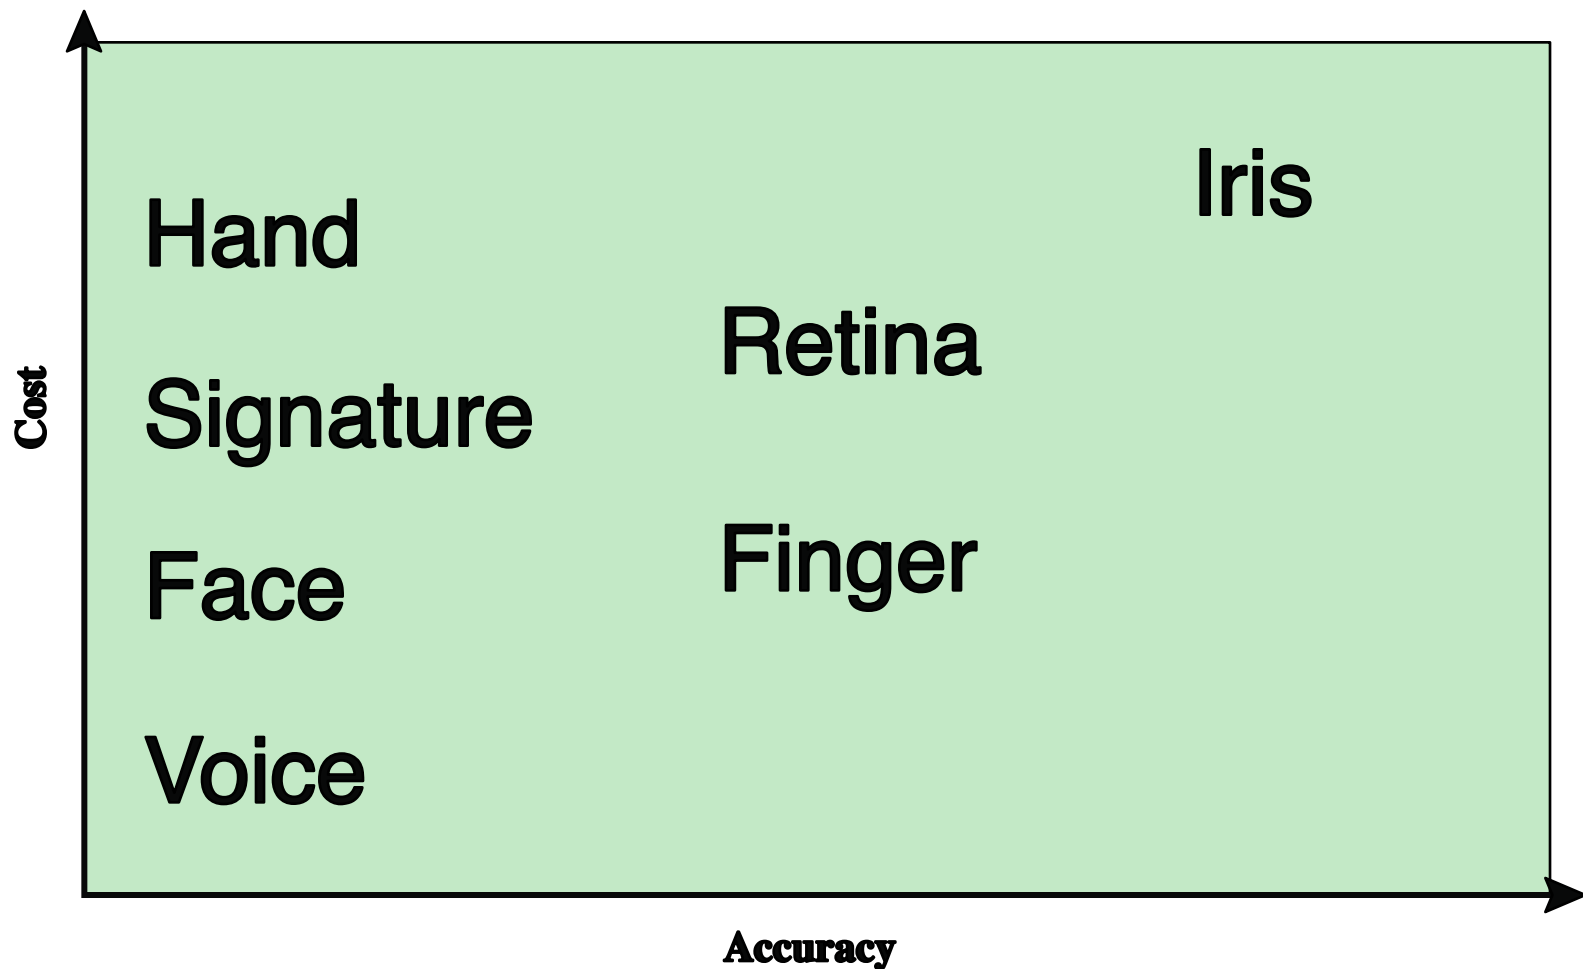 Iris
Hand
Retina
Signature
Finger
Face
Voice
Cost
Accuracy